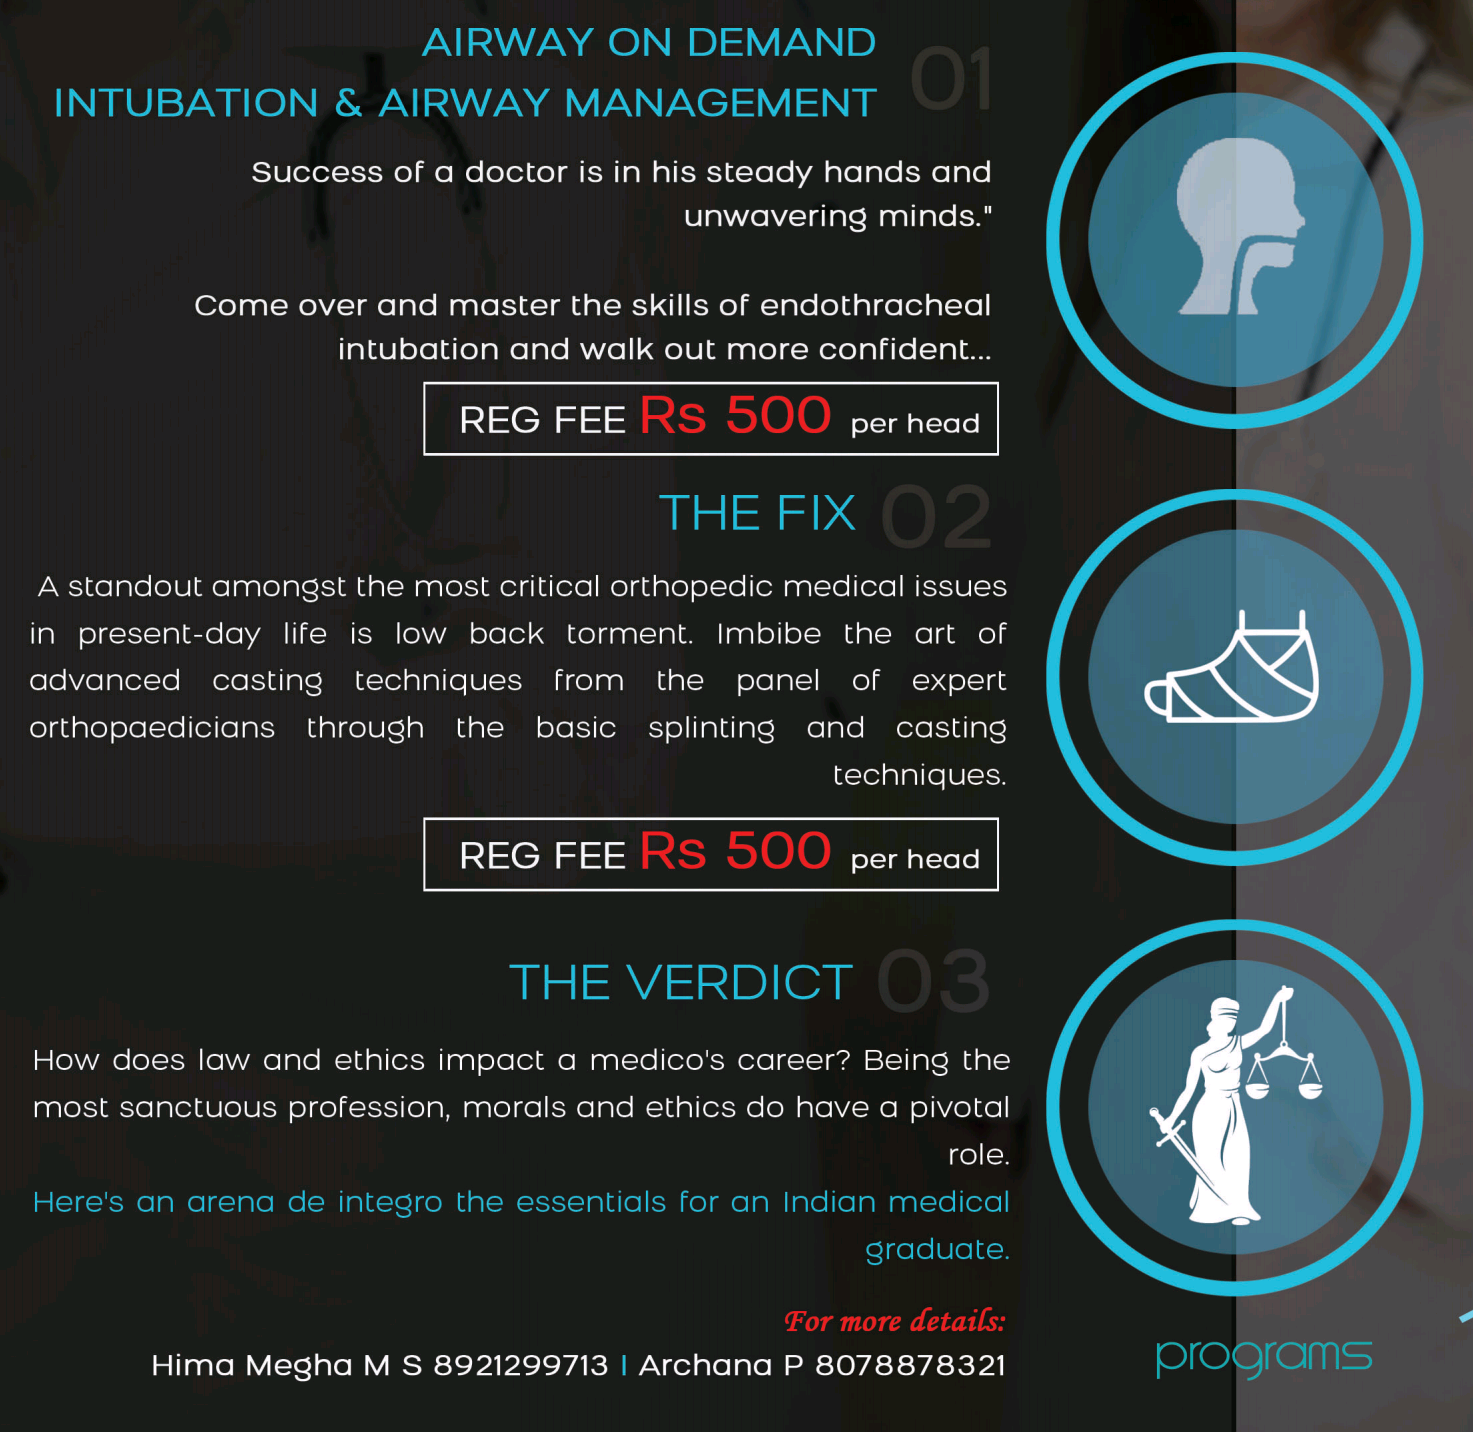 AIRWAY ON DEMAND
INTUBATION & AIRWAY MANAGEMENT
01
Success of a doctor is in his steady hands and
unwavering minds."
Come over and master the skills of endothracheal
intubation and walk out more confident...
REG FEE Rs 500 per head
THE FIX 02
A standout amongst the most critical orthopedic medical issues
in present-day life is low back torment. Imbibe the art of
advanced casting techniques from the panel of expert
orthopaedicians through the basic splinting and casting
techniques.
REG FEE Rs 500 per head
THE VERDICT 03
How does law and ethics impact a medico's career? Being the
most sanctuous profession, morals and ethics do have a pivotal
role.
Here's an arena de integro the essentials for an Indian medical
graduate.
For more details:
Hima Megha M S 8921299713 I Archana P 8078878321
programs